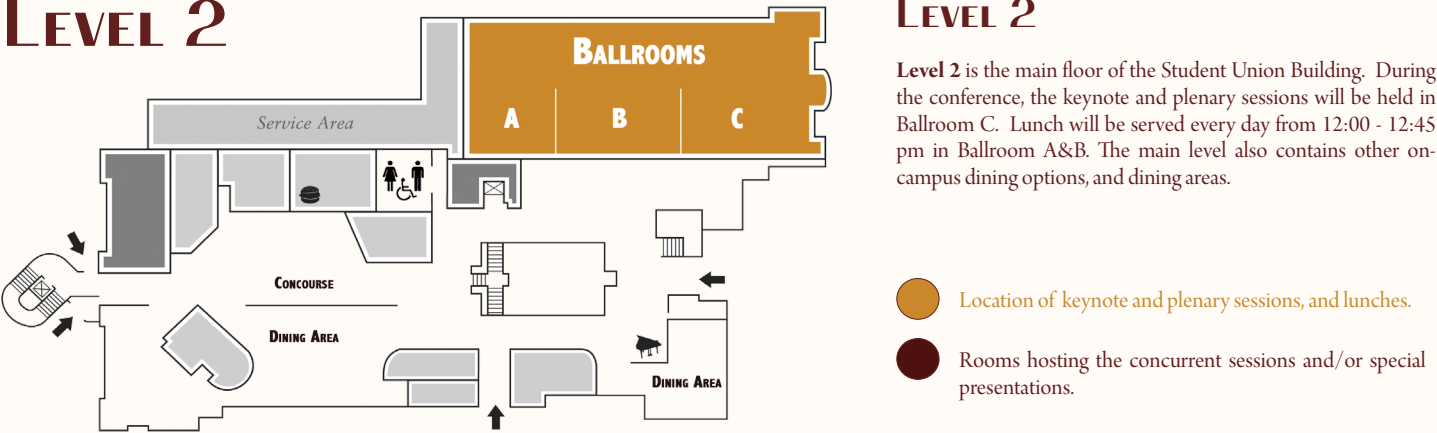 Level 2
Ballrooms
A B C
Service Area
Concourse
Dining Area
Dining Area
Level 2
Level 2 is the main floor of the Student Union Building. During
the conference, the keynote and plenary sessions will be held in
Ballroom C. Lunch will be served every day from 12:00 - 12:45
pm in Ballroom A&B. The main level also contains other on-
campus dining options, and dining areas.
Location of keynote and plenary sessions, and lunches.
Rooms hosting the concurrent sessions and/or special
presentations.